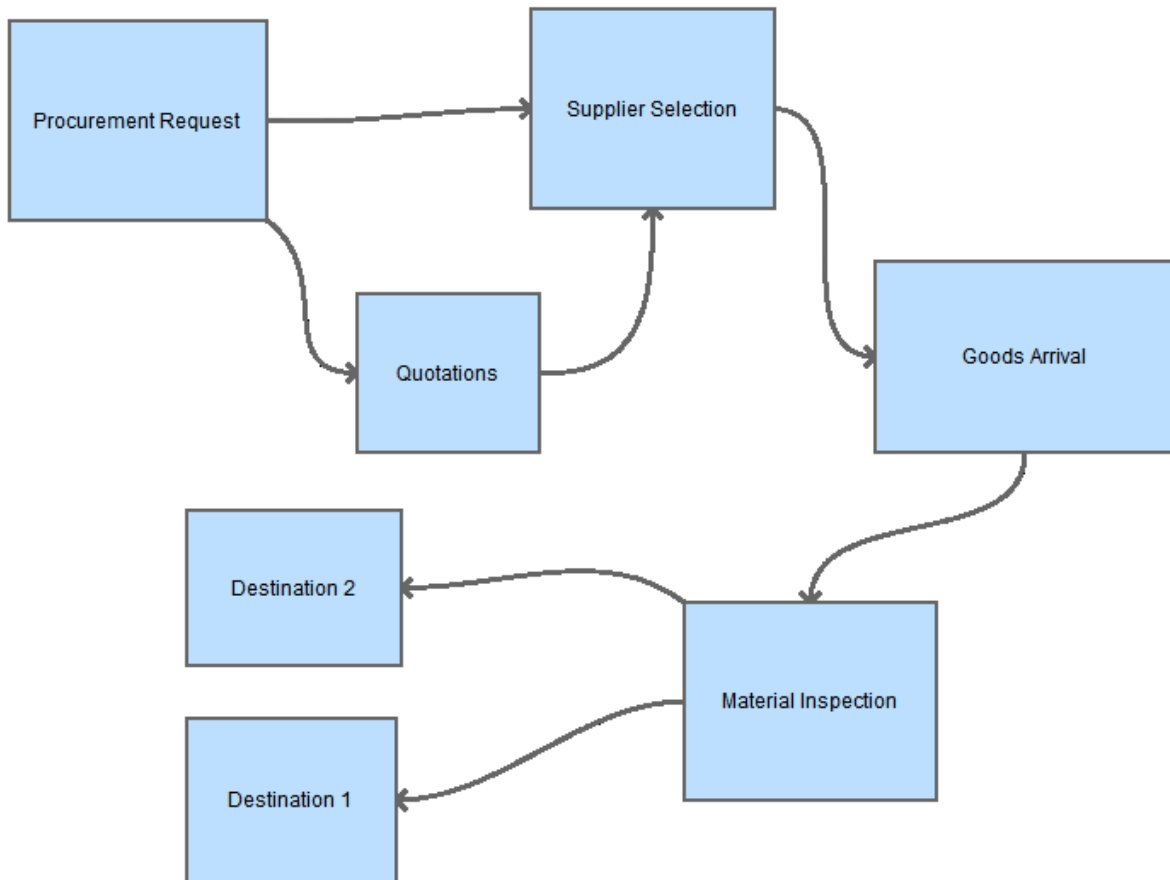 Procurement Request
Supplier Selection
Quotations
Goods Arrival
Destination 2
Material Inspection
Destination 1